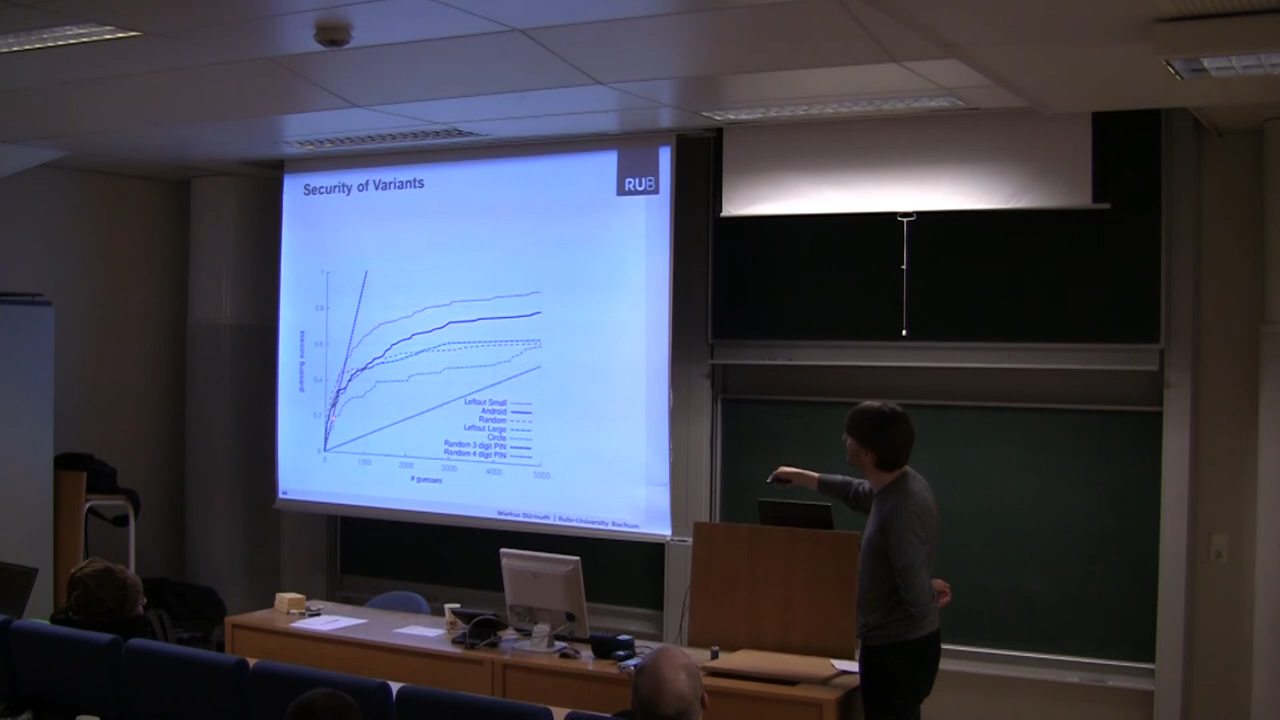 Security of Variants
RUB
1
0.8
0.6
0.4
0.2
0
guessing success
Leftout Small
Android
Random
Leftout Large
Circle
Random 3 digit PIN
Random 4 digit PIN
0 1000 2000 3000 4000 5000
# guesses
Markus Dürmuth | Ruhr-University Bochum